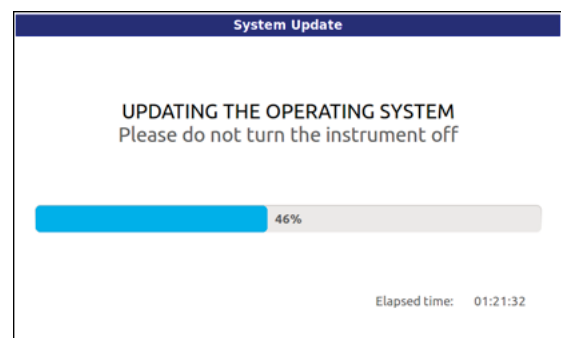 System Update
UPDATING THE OPERATING SYSTEM
Please do not turn the instrument off
46%
Elapsed time: 01:21:32